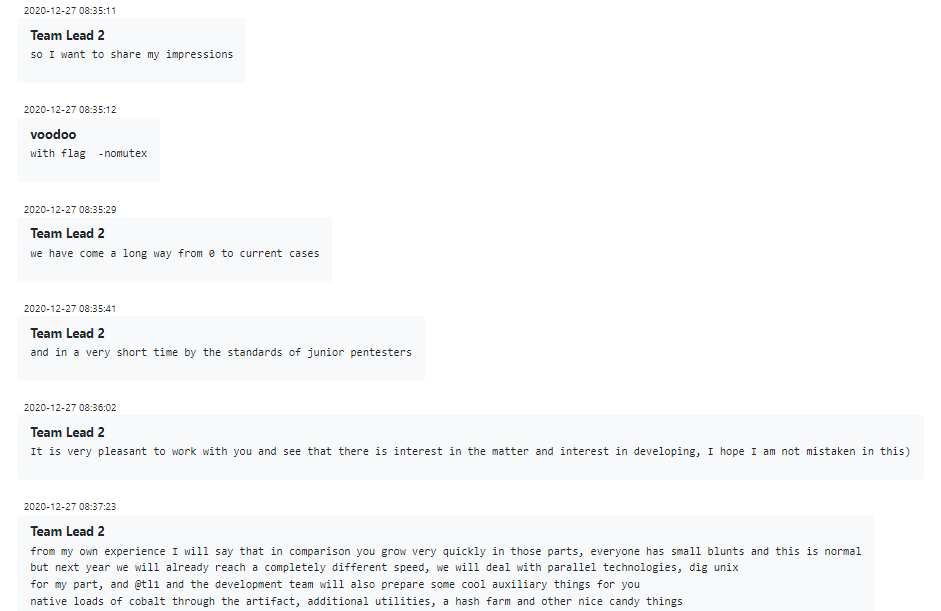 2020-12-27 08:35:11
Team Lead 2
so I want to share my impressions
2020-12-27 08:35:12
voodoo
with flag -nomutex
2020-12-27 08:35:29
Team Lead 2
we have come a long way from 0 to current cases
2020-12-27 08:35:41
Team Lead 2
and in a very short time by the standards of junior pentesters
2020-12-27 08:36:02
Team Lead 2
It is very pleasant to work with you and see that there is interest in the matter and interest in developing, I hope I am not mistaken in this)
2020-12-27 08:37:23
Team Lead 2
from my own experience I will say that in comparison you grow very quickly in those parts, everyone has small blunts and this is normal
but next year we will already reach a completely different speed, we will deal with parallel technologies, dig unix
for my part, and @tl1 and the development team will also prepare some cool auxiliary things for you
native loads of cobalt through the artifact, additional utilities, a hash farm and other nice candy things